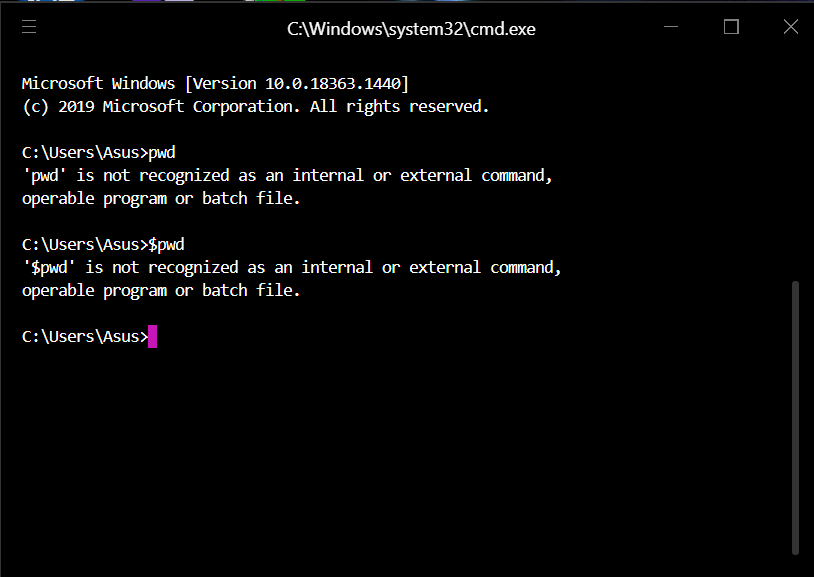 C:\Windows\system32\cmd.exe
Microsoft Windows [Version 10.0.18363.1440]
(c) 2019 Microsoft Corporation. All rights reserved.
C:\Users\Asus>pwd
'pwd' is not recognized as an internal or external command,
operable program or batch file.
C:\Users\Asus>$pwd
'$pwd' is not recognized as an internal or external command,
operable program or batch file.
C:\Users\Asus>